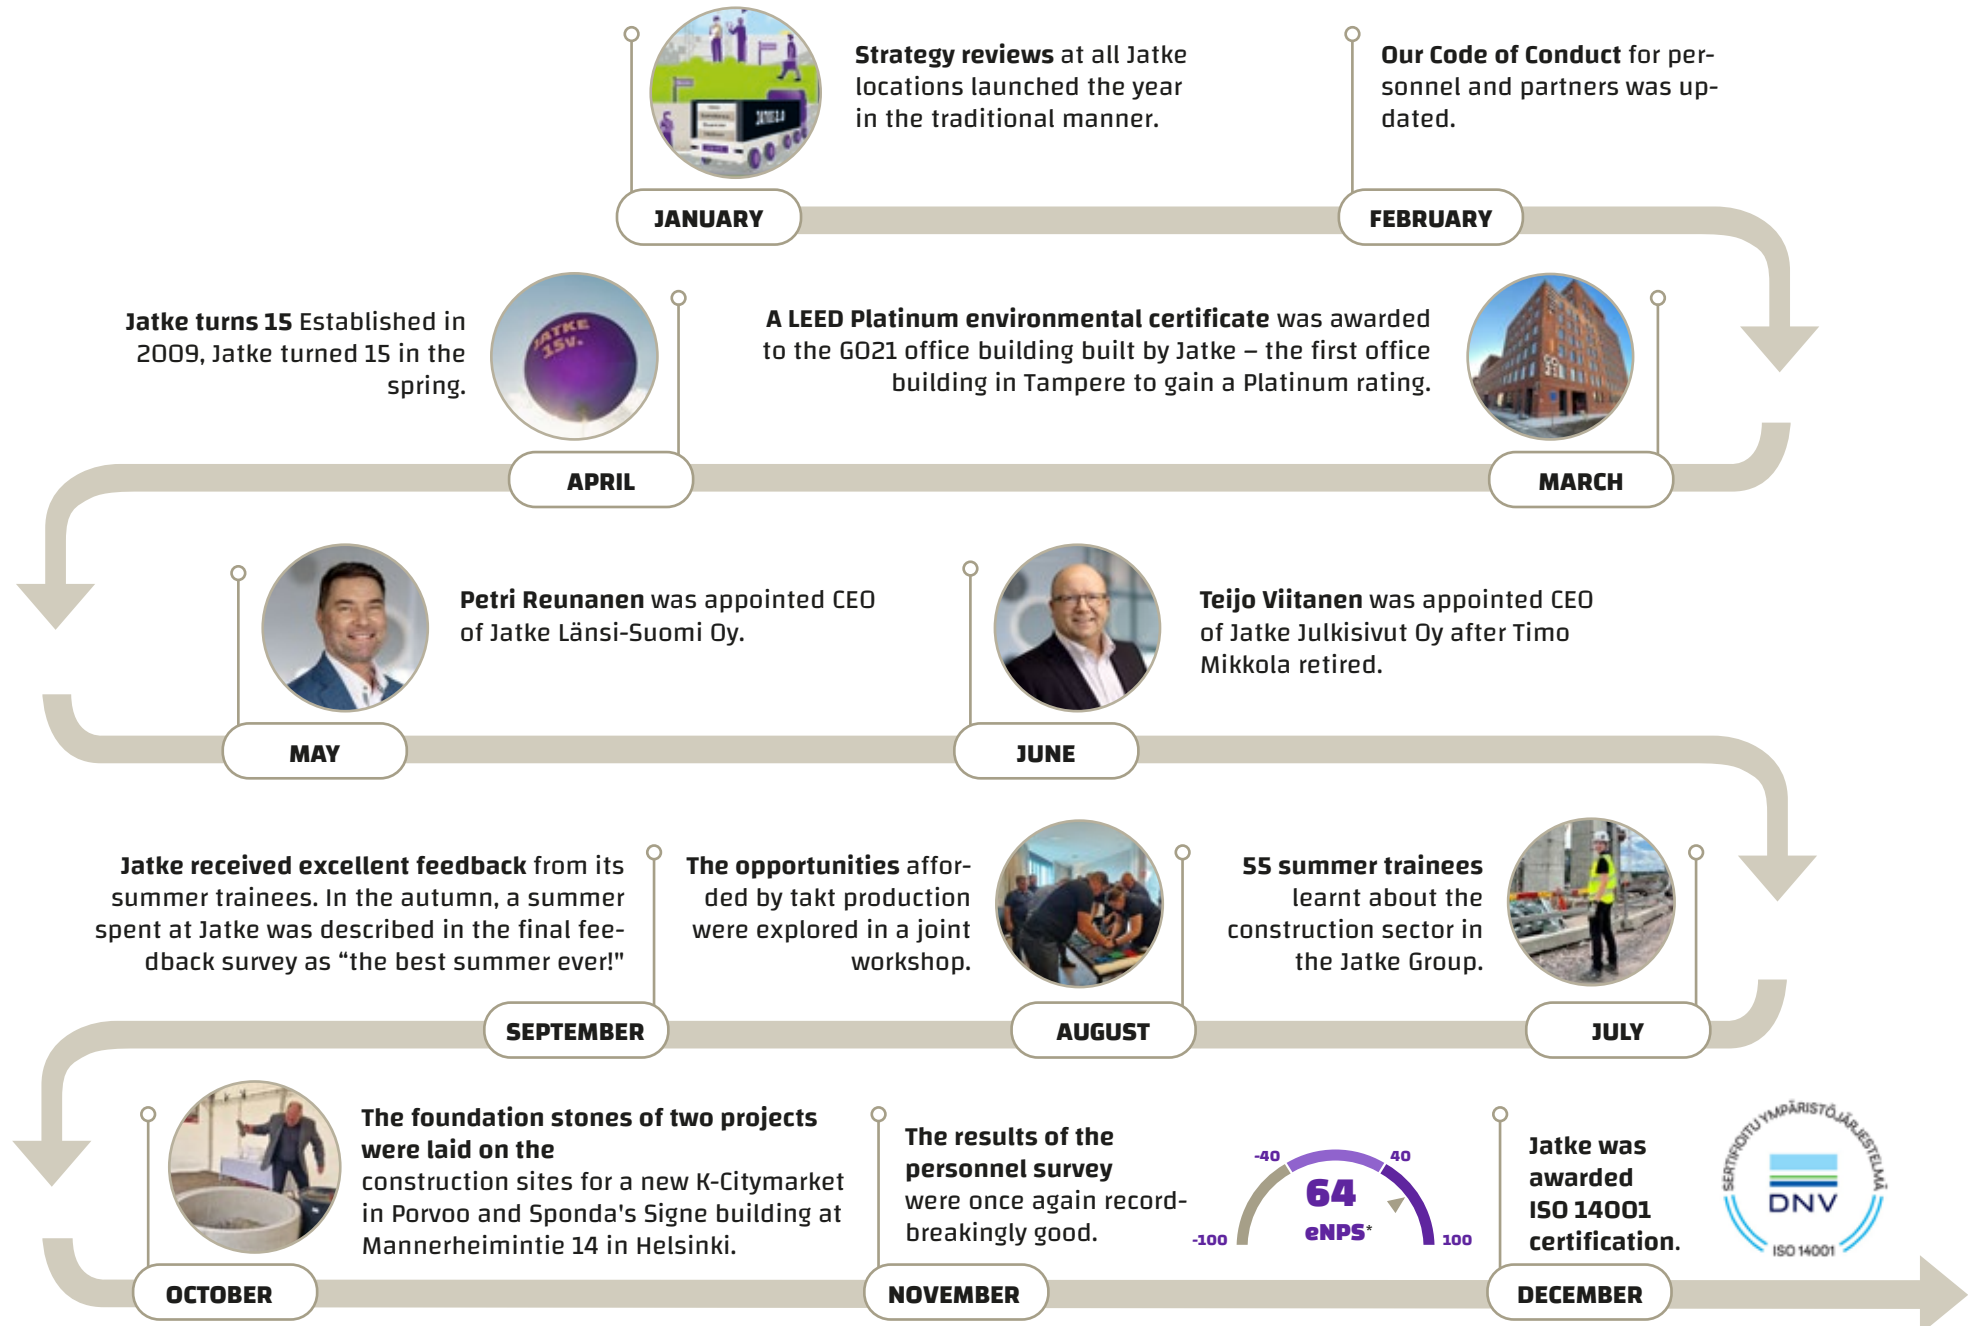 Strategy reviews at all Jatke
locations launched the year
in the traditional manner.
JANUARY
Our Code of Conduct for per-
sonnel and partners was up-
dated.
FEBRUARY
A LEED Platinum environmental certificate was awarded
to the GO21 office building built by Jatke – the first office
building in Tampere to gain a Platinum rating.
MARCH
Jatke turns 15 Established in
2009, Jatke turned 15 in the
spring.
JATKE
15V.
APRIL
Petri Reunanen was appointed CEO
of Jatke Länsi-Suomi Oy.
MAY
Teijo Viitanen was appointed CEO
of Jatke Julkisivut Oy after Timo
Mikkola retired.
JUNE
55 summer trainees
learnt about the
construction sector in
the Jatke Group.
JULY
The opportunities affor-
ded by takt production
were explored in a joint
workshop.
AUGUST
Jatke received excellent feedback from its
summer trainees. In the autumn, a summer
spent at Jatke was described in the final fee-
dback survey as “the best summer ever!"
SEPTEMBER
The foundation stones of two projects
were laid on the
construction sites for a new K-Citymarket
in Porvoo and Sponda's Signe building at
Mannerheimintie 14 in Helsinki.
OCTOBER
The results of the
personnel survey
were once again record-
breakingly good.
-40
40
64
eNPS*
-100
100
NOVEMBER
Jatke was
awarded
ISO 14001
certification.
SERTIFIOITU YMPÄRISTÖJÄRJESTELMÄ
DNV
ISO 14001
DECEMBER